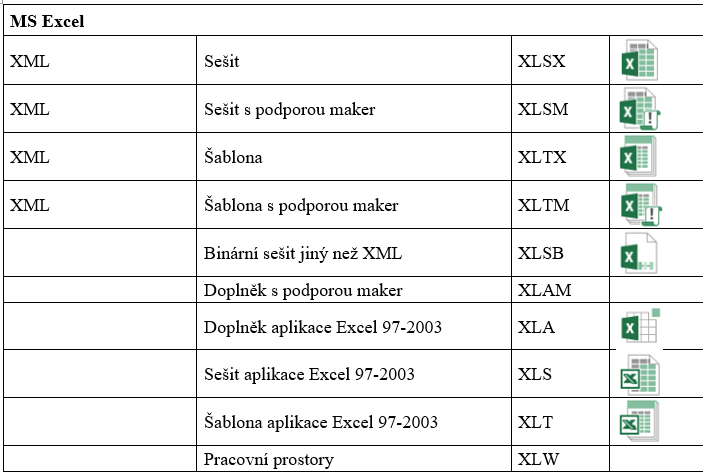 MS Excel
XML Sešit XLSX
XML Sešit s podporou maker XLSM
XML Šablona XLTX
XML Šablona s podporou maker XLTM
Binární sešit jiný než XML XLSB
Doplněk s podporou maker XLAM
Doplněk aplikace Excel 97-2003 XLA
Sešit aplikace Excel 97-2003 XLS
Šablona aplikace Excel 97-2003 XLT
Pracovní prostory XLW